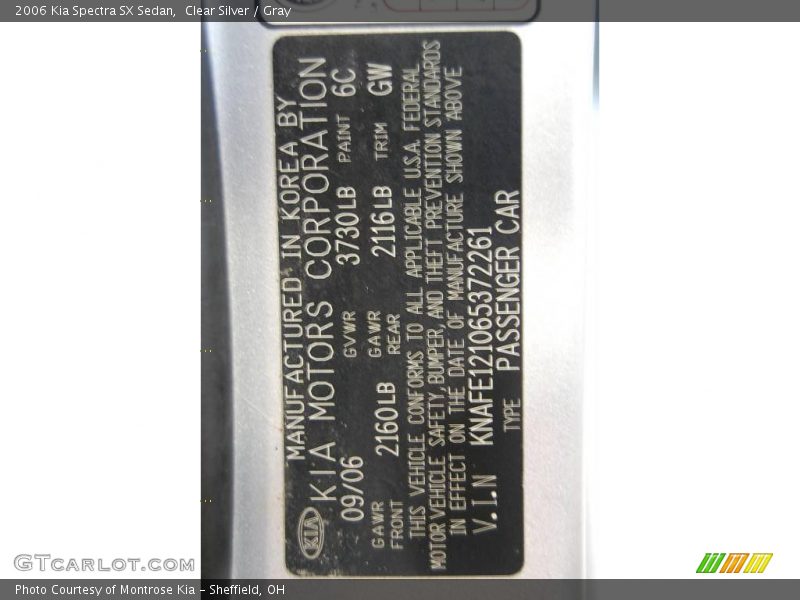 2006 Kia Spectra SX Sedan,  Clear Silver / Gray
MANUFACTURED IN KOREA BY
KIA KIA MOTORS CORPORATION
09/06 GVWR 3730LB PAINT 6C
GAWR FRONT 2160LB GAWR REAR 2116LB TRIM GW
THIS VEHICLE CONFORMS TO ALL APPLICABLE U.S.A. FEDERAL
MOTOR VEHICLE SAFETY, BUMPER, AND THEFT PREVENTION STANDARDS
IN EFFECT ON THE DATE OF MANUFACTURE SHOWN ABOVE
V.I.N KNAFE121065372261
TYPE PASSENGER CAR
GTCARLOT.COM
Photo Courtesy of Montrose Kia - Sheffield, OH